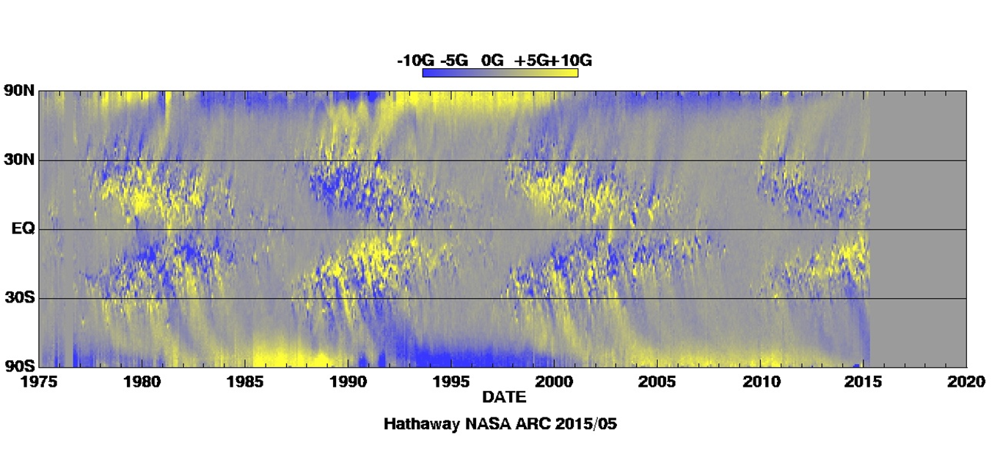 -10G -5G 0G +5G+10G
90N
30N
EQ
30S
90S
1975 1980 1985 1990 1995 2000 2005 2010 2015 2020
DATE
Hathaway NASA ARC 2015/05